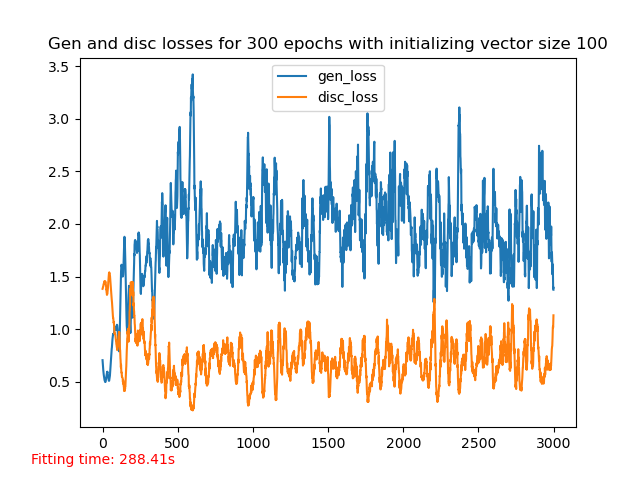 Gen and disc losses for 300 epochs with initializing vector size 100
gen_loss
disc_loss
3.5
3.0
2.5
2.0
1.5
1.0
0.5
0 500 1000 1500 2000 2500 3000
Fitting time: 288.41s